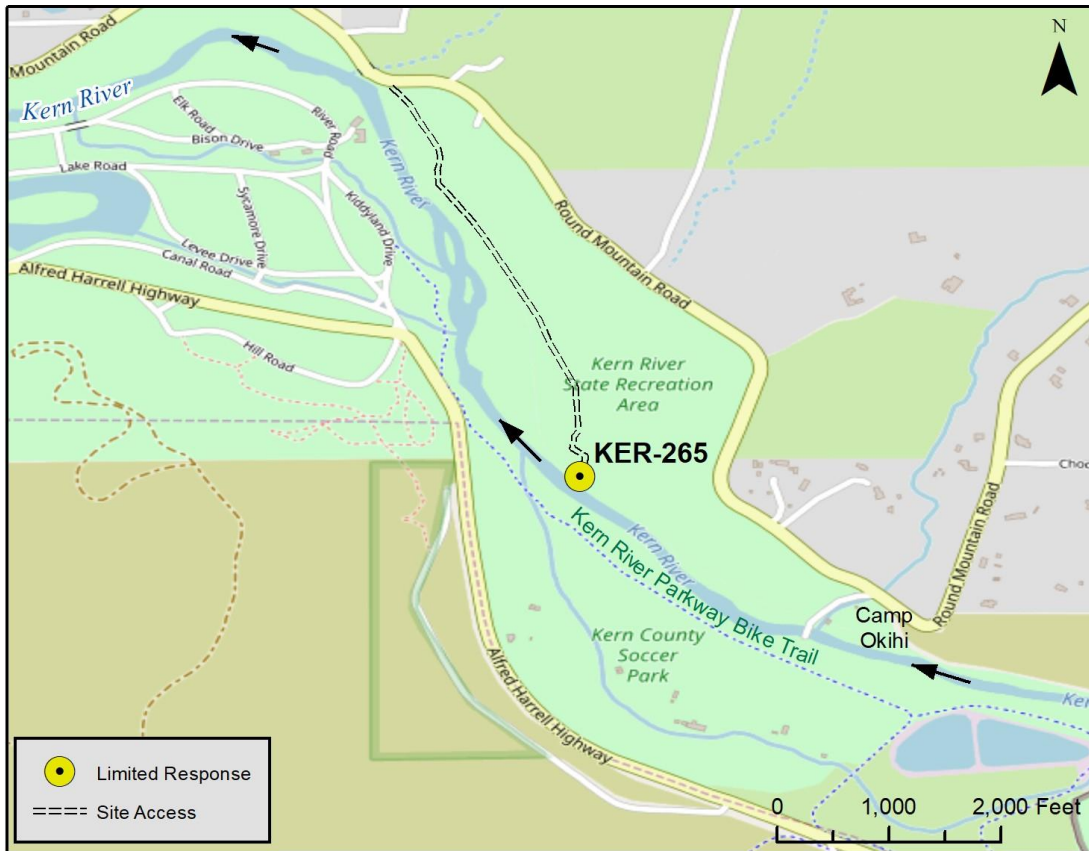 N
Mountain Road
Kern River
Elk Road
River Road
Bison Drive
Kern River
Lake Road
Sycamore Drive
Kiddyland Drive
Levee Drive
Canal Road
Round Mountain Road
Alfred Harrell Highway
Hill Road
Kern River
State Recreation
Area
KER-265
Choc
Kern River
Kern River Parkway Bike Trail
Round Mountain Road
Camp
Okihi
Kern County
Soccer
Park
Ker
Alfred Harrell Highway
Limited Response
Site Access
0 1,000 2,000 Feet